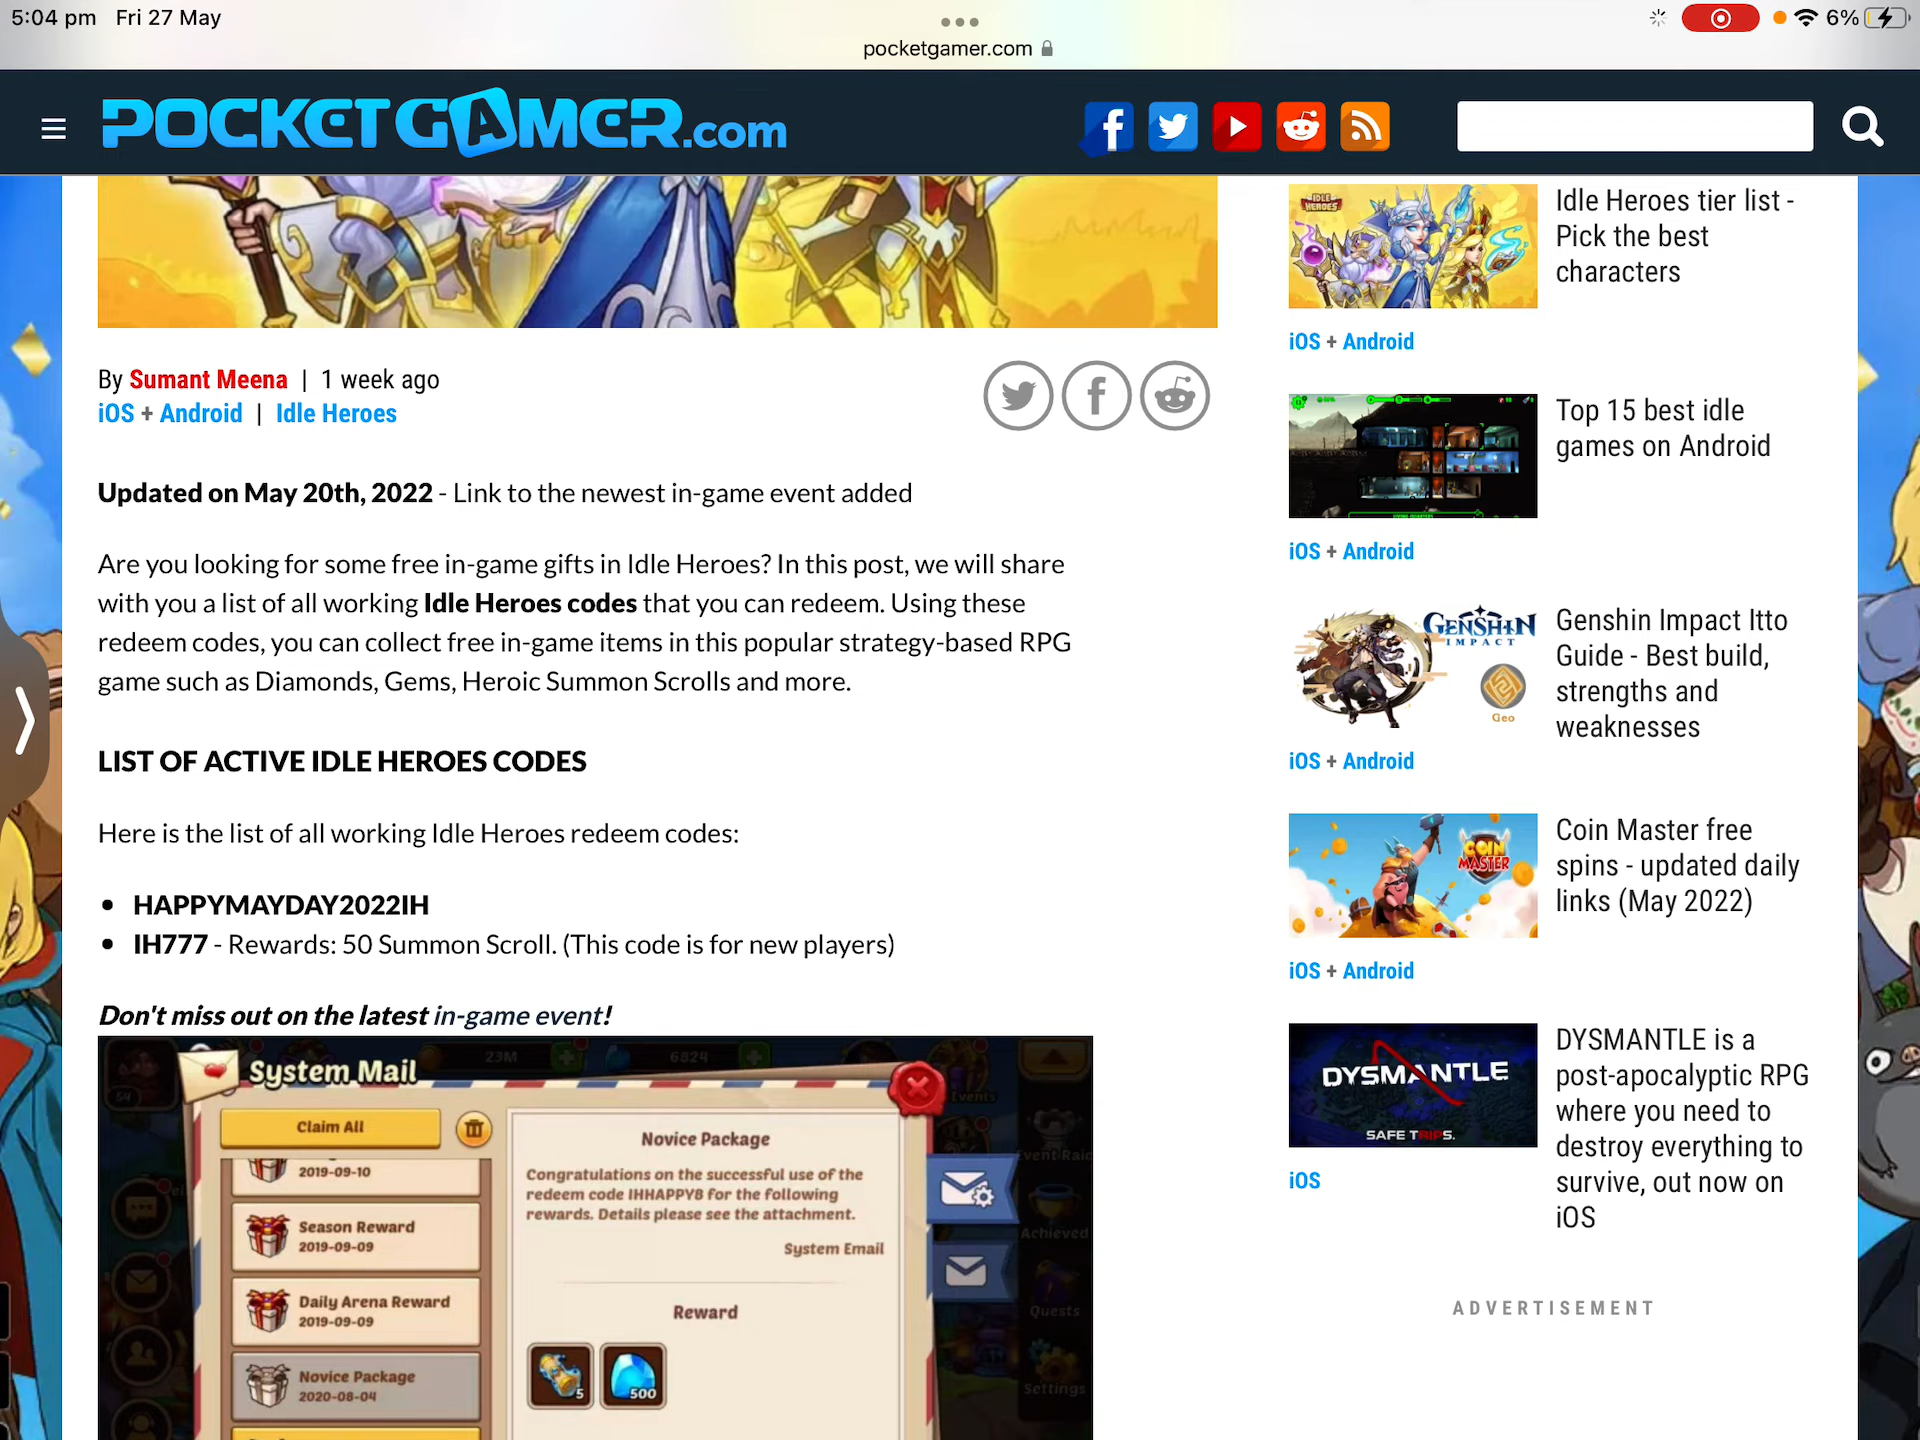 5:04 pm Fri 27 May
6%
pocketgamer.com
POCKETGAMER.com
By Sumant Meena | 1 week ago
iOS + Android | Idle Heroes
Updated on May 20th, 2022 - Link to the newest in-game event added
Are you looking for some free in-game gifts in Idle Heroes? In this post, we will share
with you a list of all working Idle Heroes codes that you can redeem. Using these
redeem codes, you can collect free in-game items in this popular strategy-based RPG
game such as Diamonds, Gems, Heroic Summon Scrolls and more.
LIST OF ACTIVE IDLE HEROES CODES
Here is the list of all working Idle Heroes redeem codes:
• HAPPYMAYDAY2022IH
• IH777 - Rewards: 50 Summon Scroll. (This code is for new players)
Don't miss out on the latest in-game event!
23M
6824
54
System Mail
Claim All
2019-09-10
Season Reward
2019-09-09
Daily Arena Reward
2019-09-09
Novice Package
2020-08-04
Novice Package
Congratulations on the successful use of the
redeem code IHHAPPY8 for the following
rewards. Details please see the attachment.
System Email
Reward
5
500
Events
Event Raid
Achieved
Quests
Settings
IDLE
HEROES
Idle Heroes tier list -
Pick the best
characters
iOS + Android
Top 15 best idle
games on Android
iOS + Android
GENSHIN
IMPACT
Geo
Genshin Impact Itto
Guide - Best build,
strengths and
weaknesses
iOS + Android
COIN
MASTER
Coin Master free
spins - updated daily
links (May 2022)
iOS + Android
DYSMANTLE
SAFE TRIPS.
DYSMANTLE is a
post-apocalyptic RPG
where you need to
destroy everything to
survive, out now on
iOS
iOS
ADVERTISEMENT